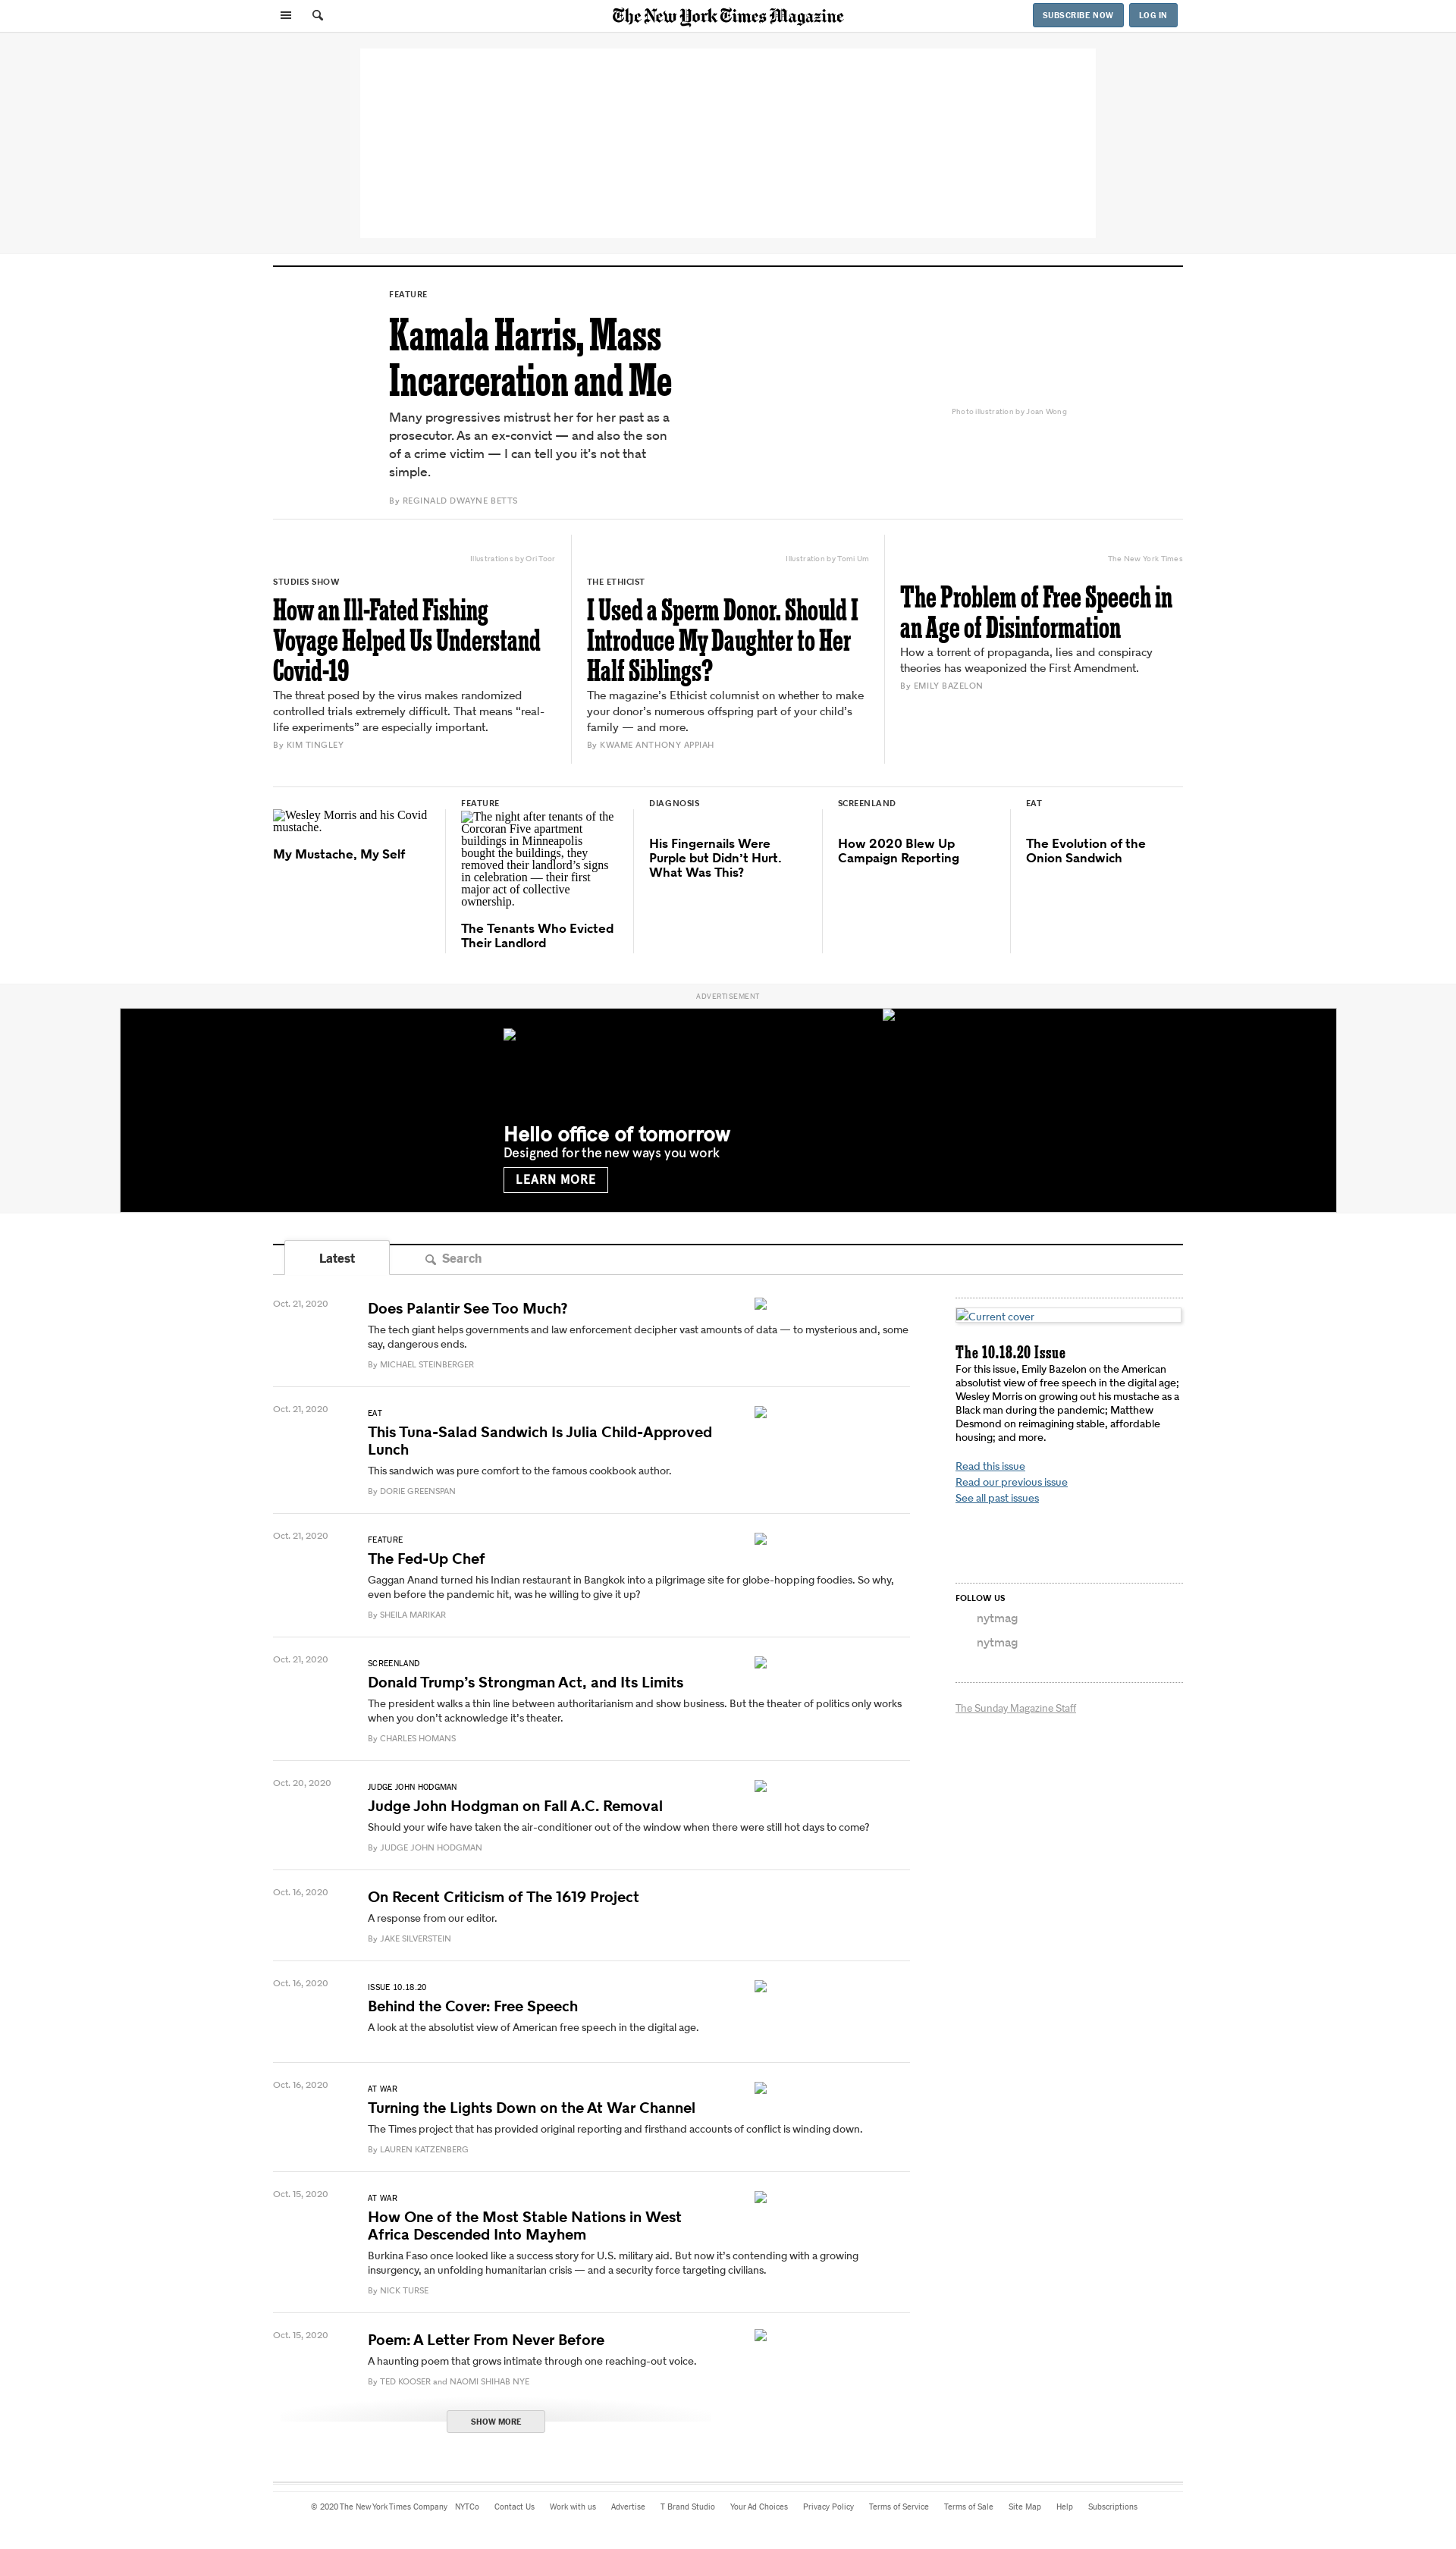 The New York Times Magazine
SUBSCRIBE NOW
LOG IN
FEATURE
Kamala Harris, Mass
Incarceration and Me
Many progressives mistrust her for her past as a
prosecutor. As an ex-convict — and also the son
of a crime victim — I can tell you it’s not that
simple.
By REGINALD DWAYNE BETTS
Photo illustration by Joan Wong
Illustrations by Ori Toor
STUDIES SHOW
How an Ill-Fated Fishing
Voyage Helped Us Understand
Covid-19
The threat posed by the virus makes randomized
controlled trials extremely difficult. That means “real-
life experiments” are especially important.
By KIM TINGLEY
Illustration by Tomi Um
THE ETHICIST
I Used a Sperm Donor. Should I
Introduce My Daughter to Her
Half Siblings?
The magazine’s Ethicist columnist on whether to make
your donor’s numerous offspring part of your child’s
family — and more.
By KWAME ANTHONY APPIAH
The New York Times
The Problem of Free Speech in
an Age of Disinformation
How a torrent of propaganda, lies and conspiracy
theories has weaponized the First Amendment.
By EMILY BAZELON
Wesley Morris and his Covid
mustache.
My Mustache, My Self
FEATURE
The night after tenants of the
Corcoran Five apartment
buildings in Minneapolis
bought the buildings, they
removed their landlord’s signs
in celebration — their first
major act of collective
ownership.
The Tenants Who Evicted
Their Landlord
DIAGNOSIS
His Fingernails Were
Purple but Didn’t Hurt.
What Was This?
SCREENLAND
How 2020 Blew Up
Campaign Reporting
EAT
The Evolution of the
Onion Sandwich
ADVERTISEMENT
Hello office of tomorrow
Designed for the new ways you work
LEARN MORE
Latest
Search
Oct. 21, 2020
Does Palantir See Too Much?
The tech giant helps governments and law enforcement decipher vast amounts of data — to mysterious and, some
say, dangerous ends.
By MICHAEL STEINBERGER
Oct. 21, 2020
EAT
This Tuna-Salad Sandwich Is Julia Child-Approved
Lunch
This sandwich was pure comfort to the famous cookbook author.
By DORIE GREENSPAN
Oct. 21, 2020
FEATURE
The Fed-Up Chef
Gaggan Anand turned his Indian restaurant in Bangkok into a pilgrimage site for globe-hopping foodies. So why,
even before the pandemic hit, was he willing to give it up?
By SHEILA MARIKAR
Oct. 21, 2020
SCREENLAND
Donald Trump’s Strongman Act, and Its Limits
The president walks a thin line between authoritarianism and show business. But the theater of politics only works
when you don’t acknowledge it’s theater.
By CHARLES HOMANS
Oct. 20, 2020
JUDGE JOHN HODGMAN
Judge John Hodgman on Fall A.C. Removal
Should your wife have taken the air-conditioner out of the window when there were still hot days to come?
By JUDGE JOHN HODGMAN
Oct. 16, 2020
On Recent Criticism of The 1619 Project
A response from our editor.
By JAKE SILVERSTEIN
Oct. 16, 2020
ISSUE 10.18.20
Behind the Cover: Free Speech
A look at the absolutist view of American free speech in the digital age.
Oct. 16, 2020
AT WAR
Turning the Lights Down on the At War Channel
The Times project that has provided original reporting and firsthand accounts of conflict is winding down.
By LAUREN KATZENBERG
Oct. 15, 2020
AT WAR
How One of the Most Stable Nations in West
Africa Descended Into Mayhem
Burkina Faso once looked like a success story for U.S. military aid. But now it’s contending with a growing
insurgency, an unfolding humanitarian crisis — and a security force targeting civilians.
By NICK TURSE
Oct. 15, 2020
Poem: A Letter From Never Before
A haunting poem that grows intimate through one reaching-out voice.
By TED KOOSER and NAOMI SHIHAB NYE
SHOW MORE
Current cover
The 10.18.20 Issue
For this issue, Emily Bazelon on the American
absolutist view of free speech in the digital age;
Wesley Morris on growing out his mustache as a
Black man during the pandemic; Matthew
Desmond on reimagining stable, affordable
housing; and more.
Read this issue
Read our previous issue
See all past issues
FOLLOW US
nytmag
nytmag
The Sunday Magazine Staff
© 2020 The New York Times Company NYTCo Contact Us Work with us Advertise T Brand Studio Your Ad Choices Privacy Policy Terms of Service Terms of Sale Site Map Help Subscriptions